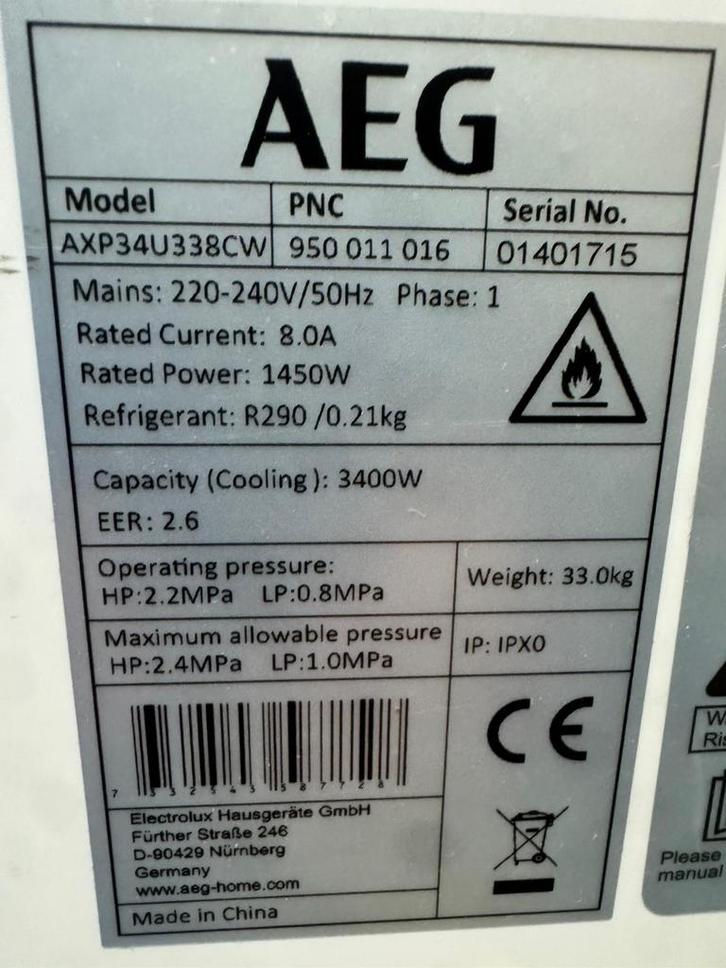 AEG
Model PNC Serial No.
AXP34U338CW 950 011 016 01401715
Mains: 220-240V/50Hz Phase: 1
Rated Current: 8.0A
Rated Power: 1450W
Refrigerant: R290 /0.21kg
Capacity (Cooling): 3400W
EER: 2.6
Operating pressure:
HP:2.2MPa LP:0.8MPa
Weight: 33.0kg
Maximum allowable pressure
HP:2.4MPa LP:1.0MPa
IP: IPX0
CE
Electrolux Hausgeräte GmbH
Fürther Straße 246
D-90429 Nürnberg
Germany
www.aeg-home.com
Made in China
Please
manual